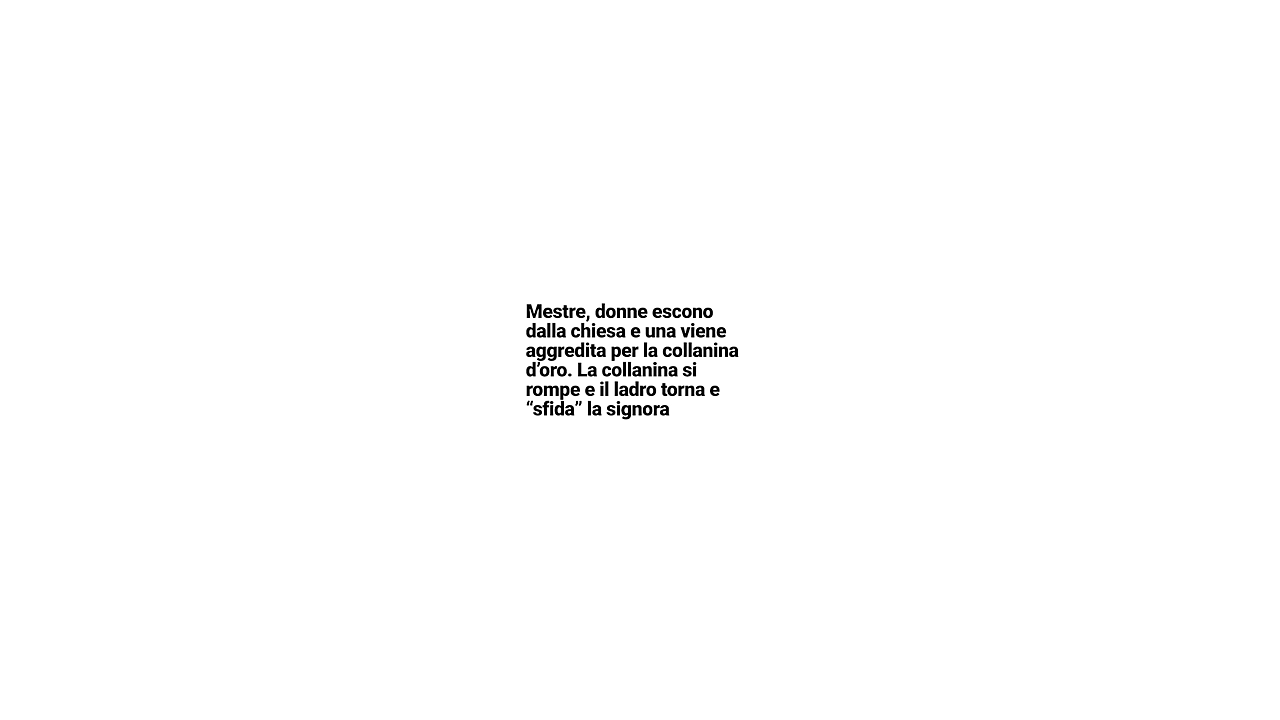 Mestre, donne escono
dalla chiesa e una viene
aggredita per la collanina
d’oro. La collanina si
rompe e il ladro torna e
“sfida” la signora